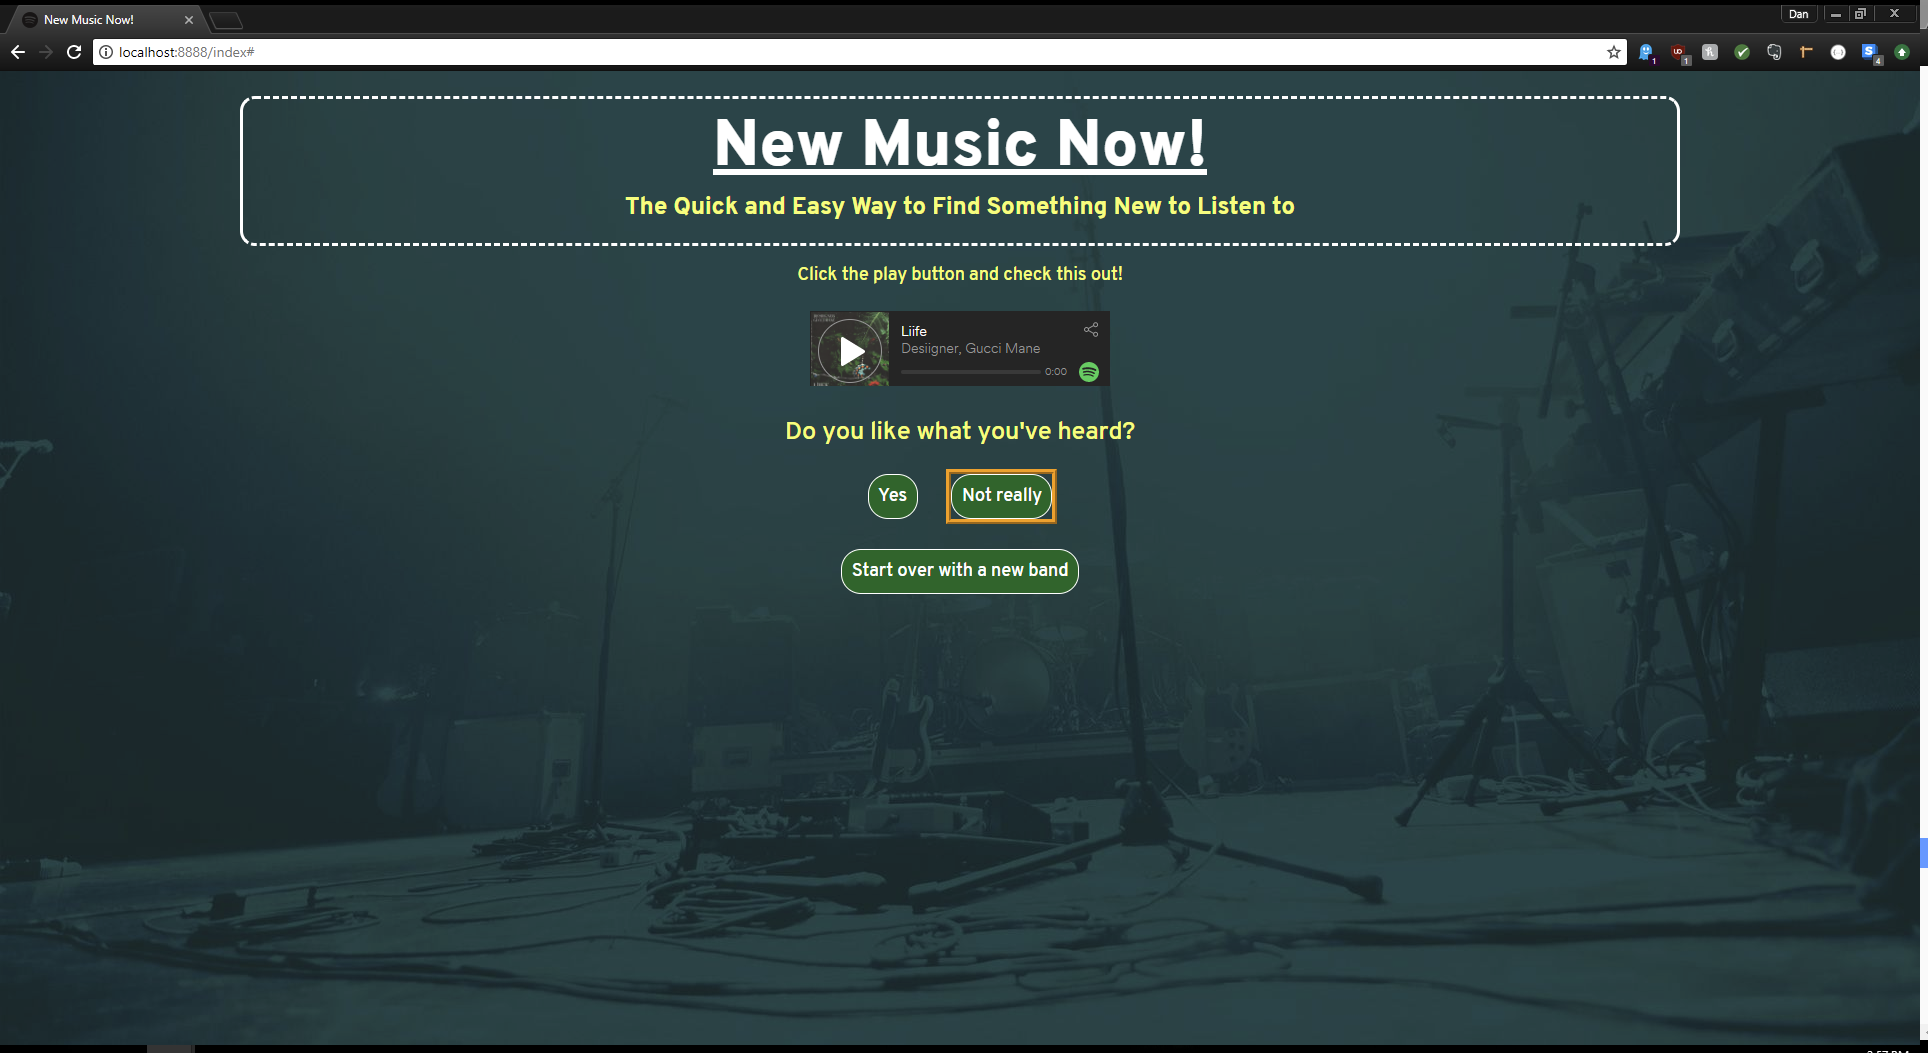 New Music Now!
Dan
localhost:8888/index#
New Music Now!
The Quick and Easy Way to Find Something New to Listen to
Click the play button and check this out!
Liife
Desiigner, Gucci Mane
0:00
Do you like what you've heard?
Yes
Not really
Start over with a new band